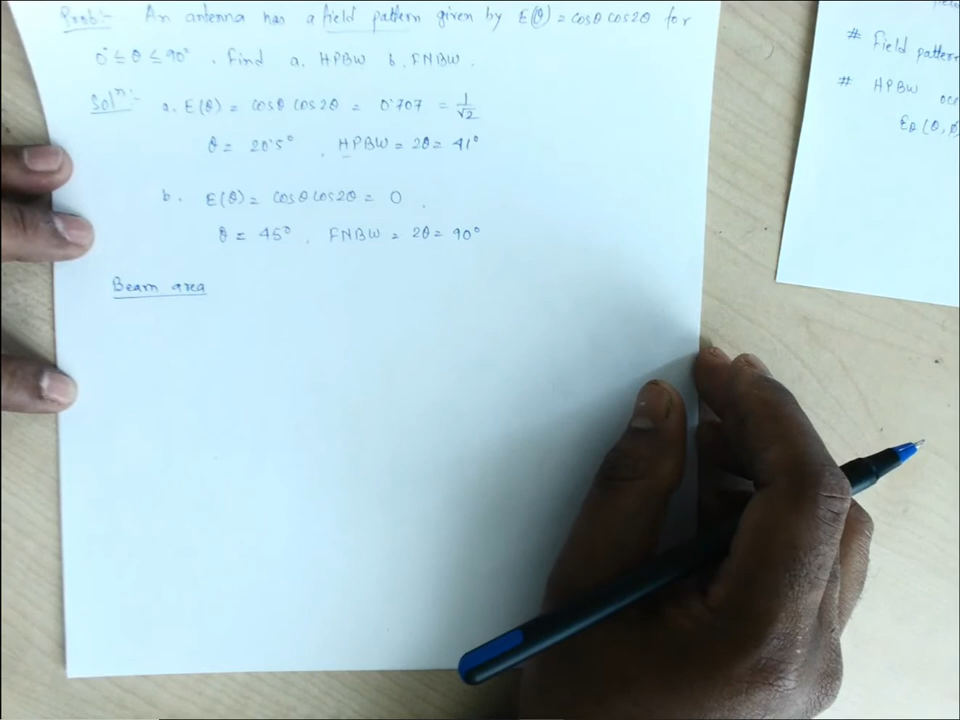 Prob:- An antenna has a field pattern given by E(θ) = cosθ cos2θ for
0° ≤ θ ≤ 90°. Find a. HPBW b. FNBW.
Solⁿ:- a. E(θ) = cosθ cos2θ = 0.707 = 1/√2
θ = 20.5° , HPBW = 2θ = 41°
b. E(θ) = cosθ cos2θ = 0 .
θ = 45° , FNBW = 2θ = 90°
Beam area
# Field pattern
# HPBW
Eθ(θ,